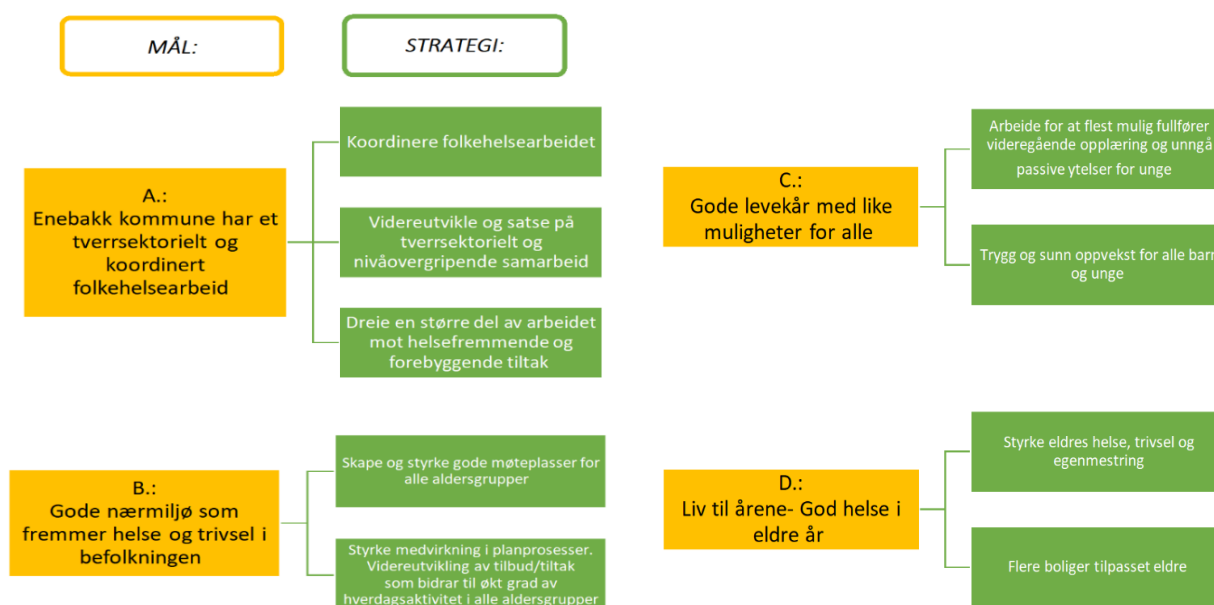 MÅL:
STRATEGI:
A.:
Enebakk kommune har et
tverrsektorielt og
koordinert
folkehelsearbeid
Koordinere folkehelsearbeidet
Videreutvikle og satse på
tverrsektorielt og
nivåovergripende samarbeid
Dreie en større del av arbeidet
mot helsefremmende og
forebyggende tiltak
B.:
Gode nærmiljø som
fremmer helse og trivsel i
befolkningen
Skape og styrke gode møteplasser for
alle aldersgrupper
Styrke medvirkning i planprosesser.
Videreutvikling av tilbud/tiltak
som bidrar til økt grad av
hverdagsaktivitet i alle aldersgrupper
C.:
Gode levekår med like
muligheter for alle
Arbeide for at flest mulig fullfører
videregående opplæring og unngå
passive ytelser for unge
Trygg og sunn oppvekst for alle barn
og unge
D.:
Liv til årene- God helse i
eldre år
Styrke eldres helse, trivsel og
egenmestring
Flere boliger tilpasset eldre